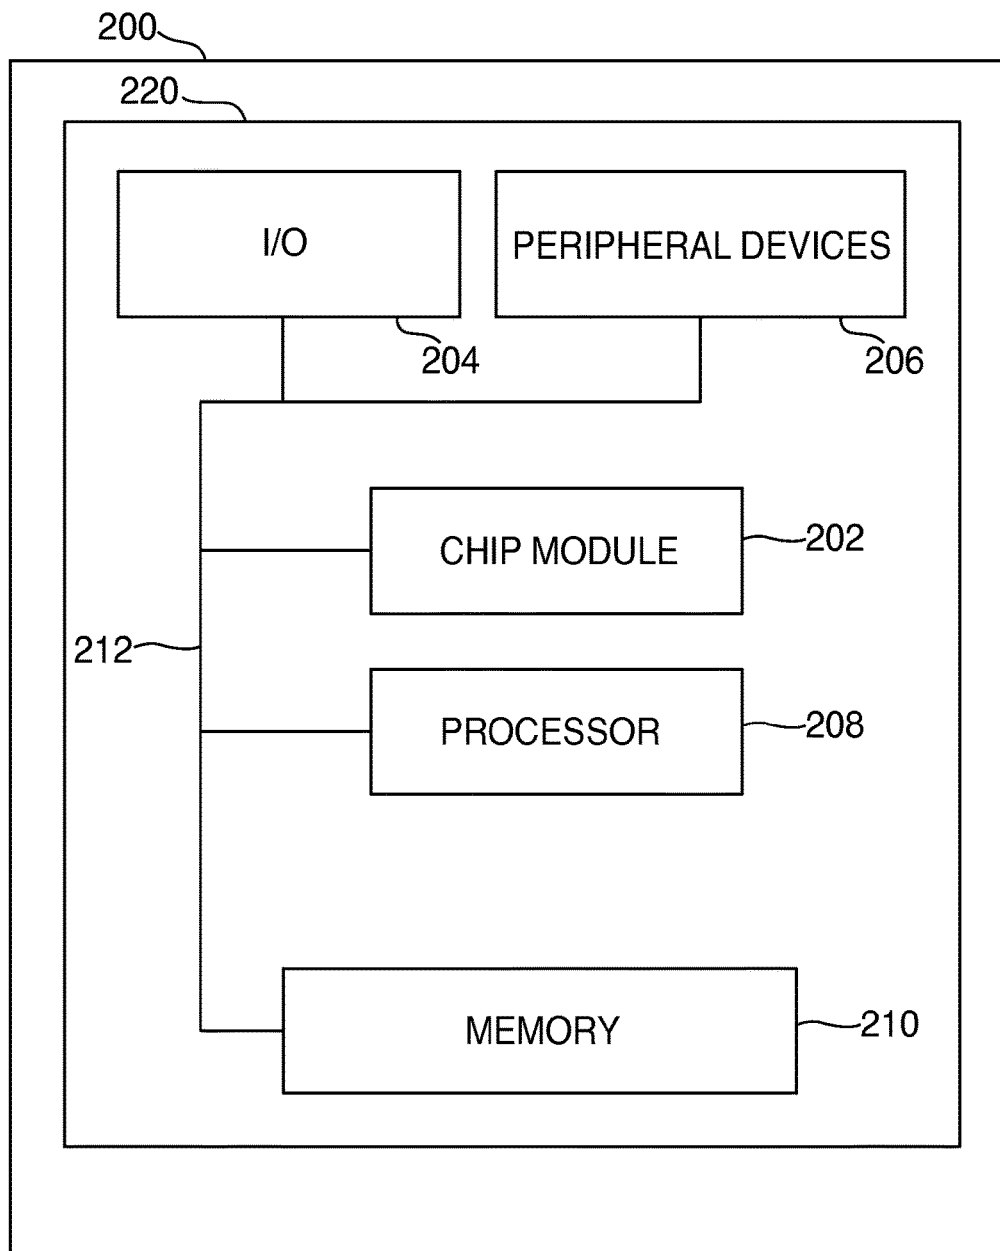 200
220
I/O
PERIPHERAL DEVICES
204
206
CHIP MODULE
202
212
PROCESSOR
208
MEMORY
210